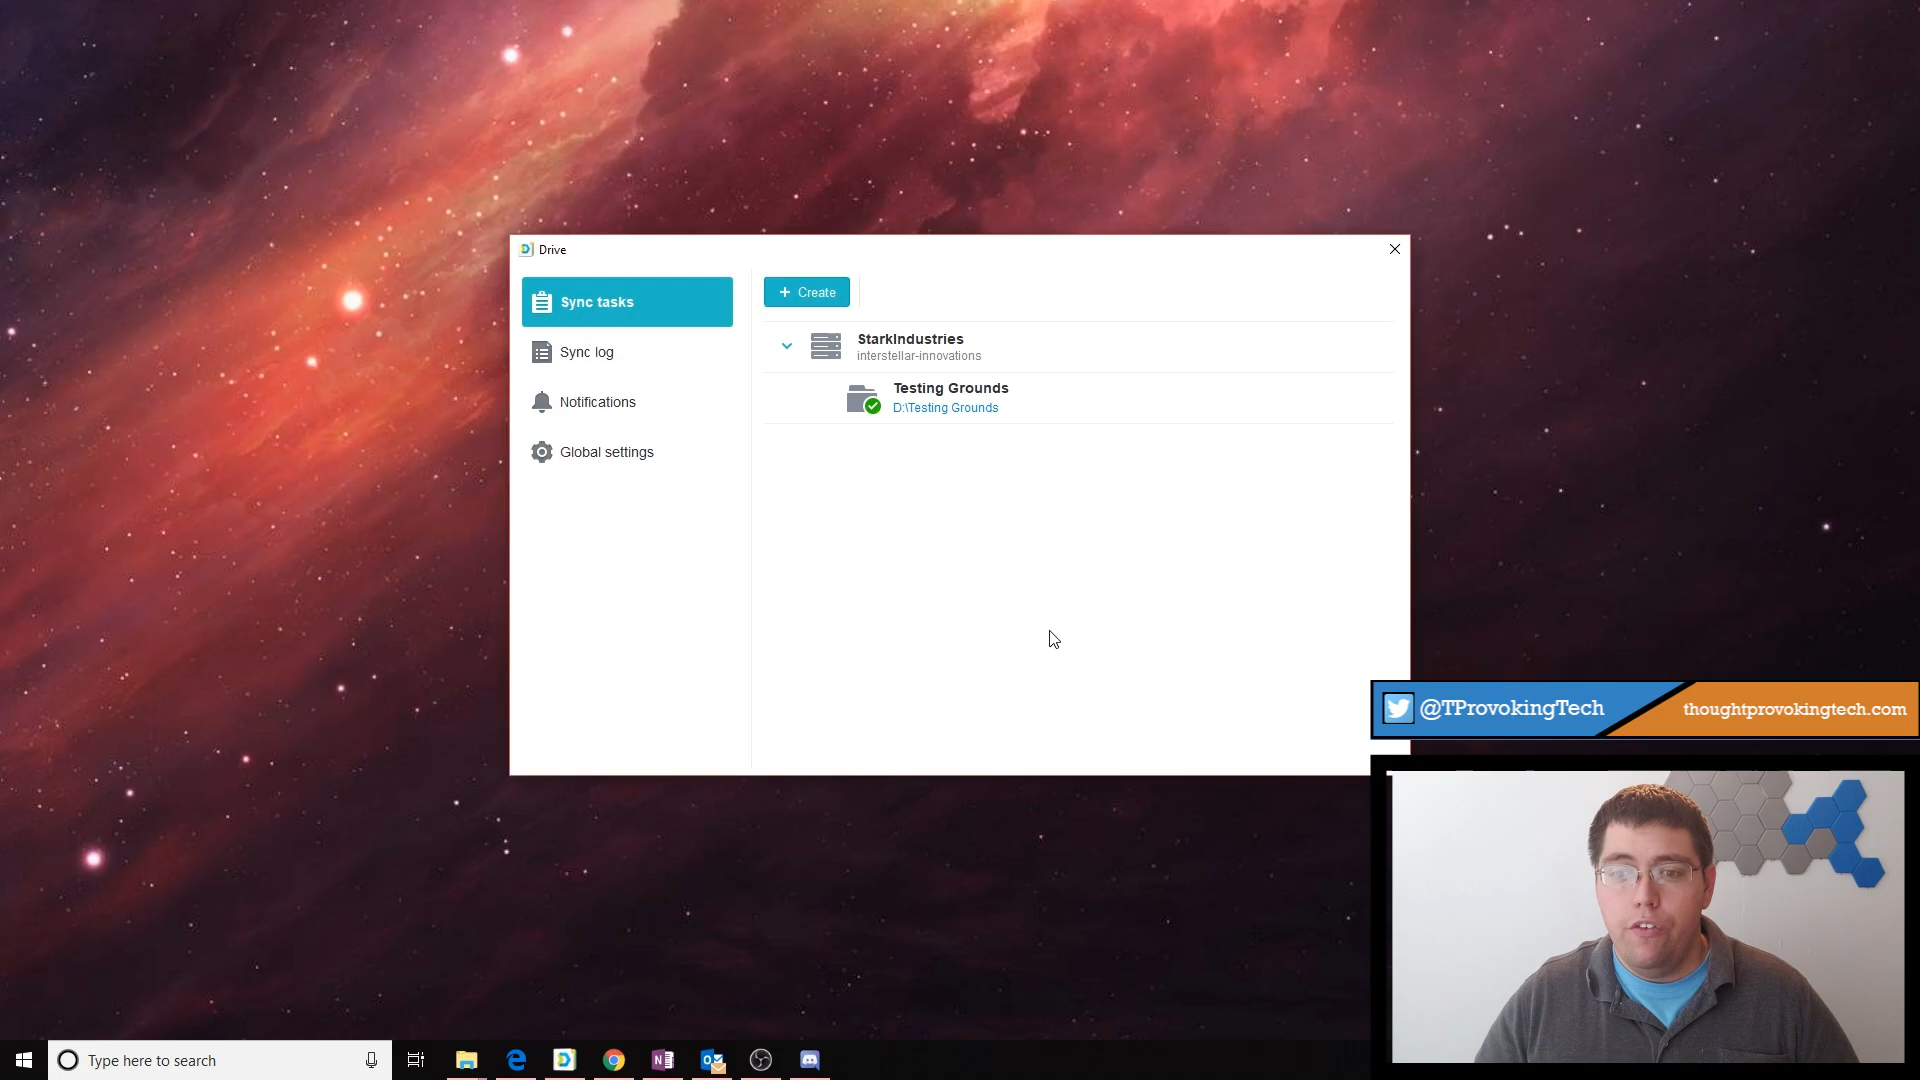 Drive
Sync tasks
Sync log
Notifications
Global settings
+ Create
StarkIndustries
interstellar-innovations
Testing Grounds
D:\Testing Grounds
@TProvokingTech
thoughtprovokingtech.com
Type here to search